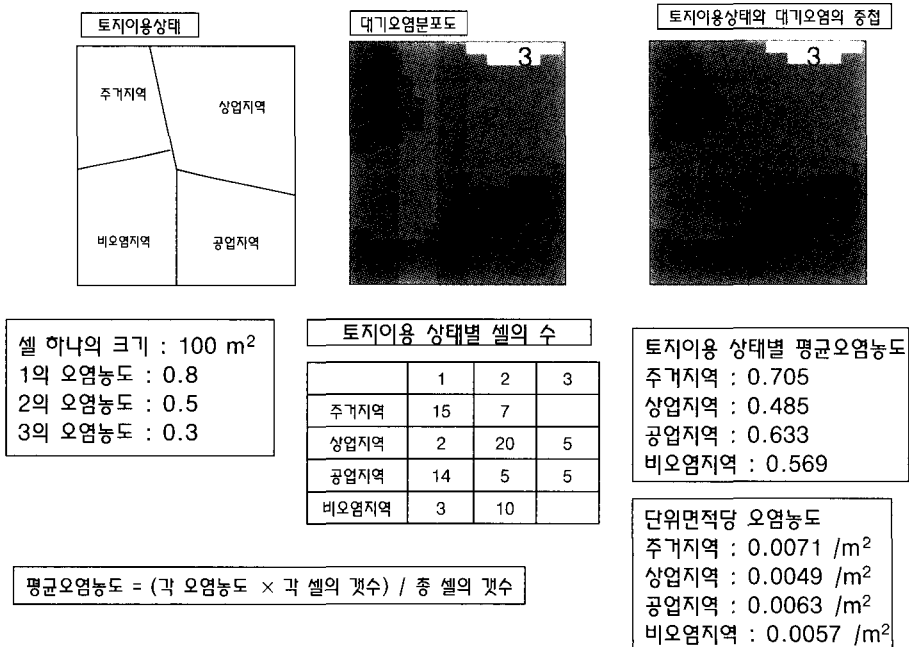 토지이용상태
대기오염분포도
토지이용상태와 대기오염의 중첩
주거지역
상업지역
비오염지역
공업지역
3
3
셀 하나의 크기 : 100 m²
1의 오염농도 : 0.8
2의 오염농도 : 0.5
3의 오염농도 : 0.3
토지이용 상태별 셀의 수
1 2 3
주거지역 15 7
상업지역 2 20 5
공업지역 14 5 5
비오염지역 3 10
토지이용 상태별 평균오염농도
주거지역 : 0.705
상업지역 : 0.485
공업지역 : 0.633
비오염지역 : 0.569
단위면적당 오염농도
주거지역 : 0.0071 /m²
상업지역 : 0.0049 /m²
공업지역 : 0.0063 /m²
비오염지역 : 0.0057 /m²
평균오염농도 = (각 오염농도 × 각 셀의 갯수) / 총 셀의 갯수